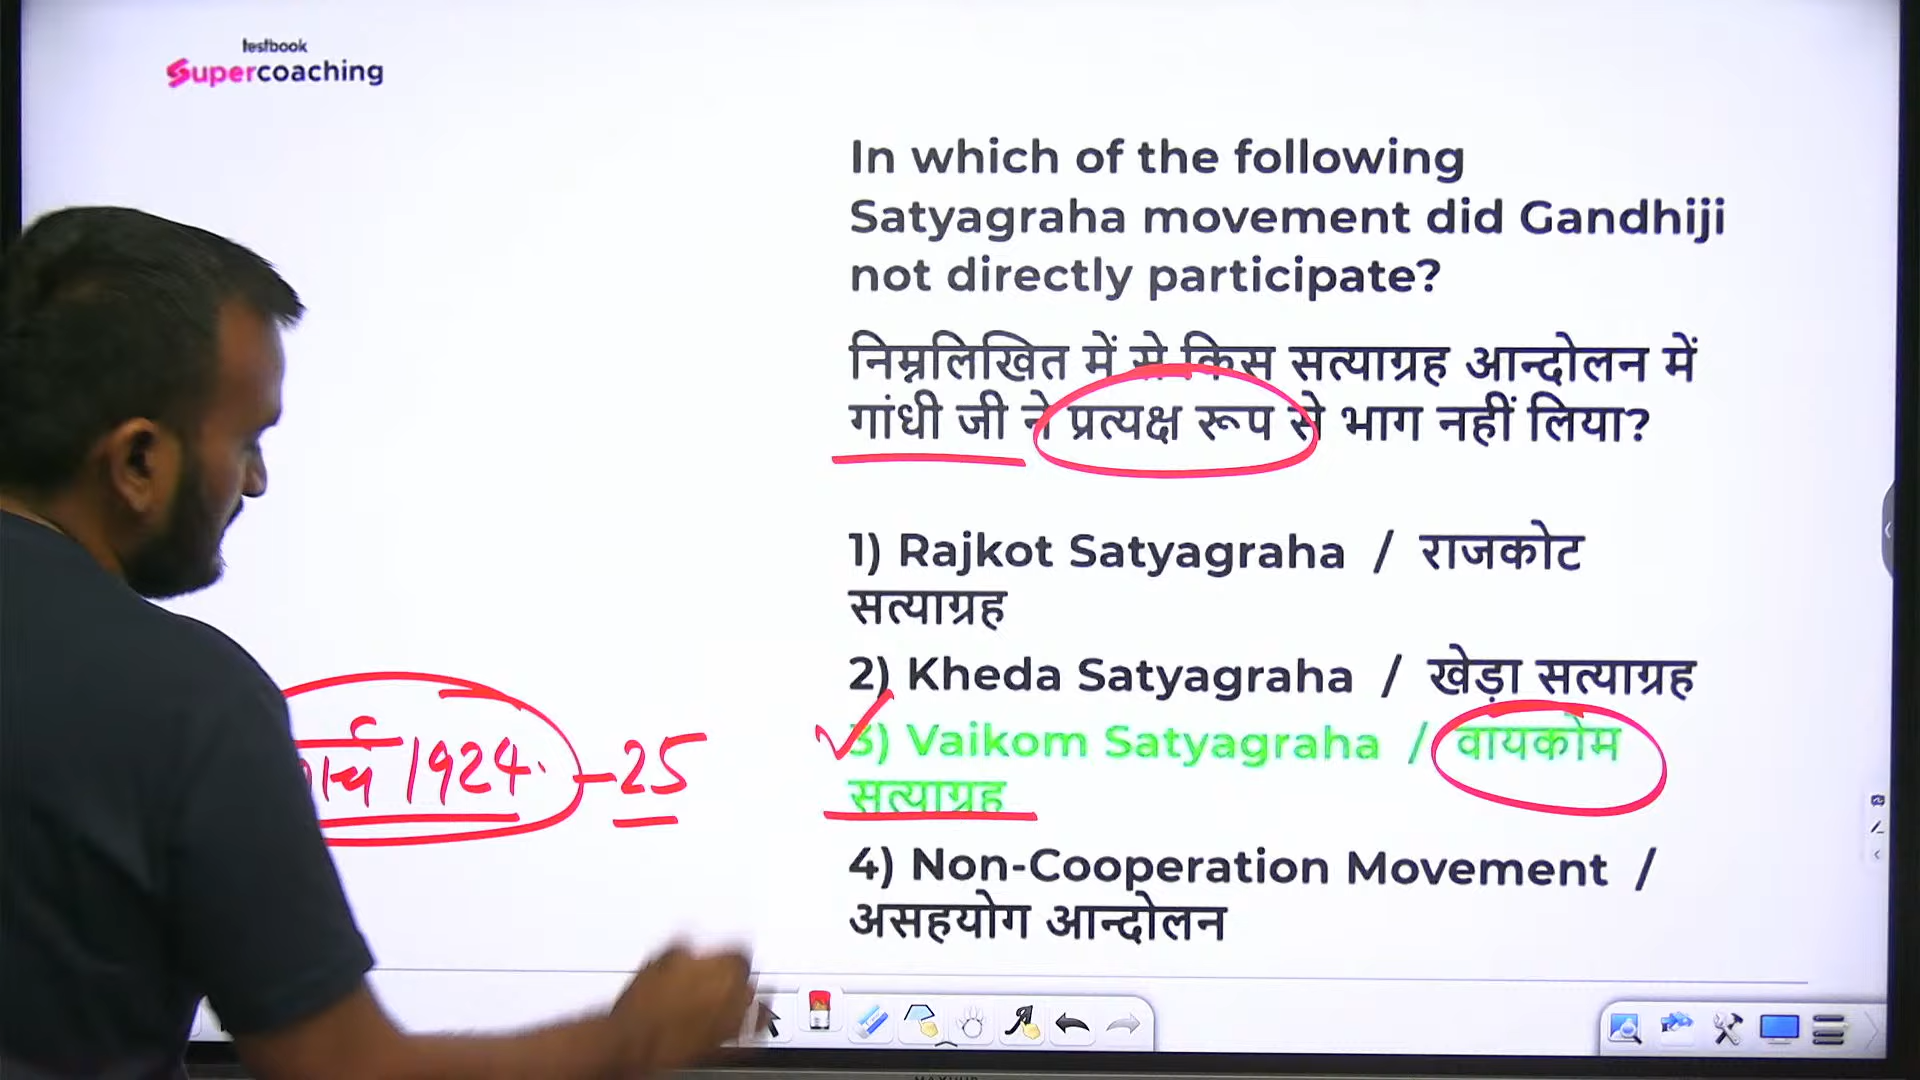 testbook
Supercoaching
In which of the following
Satyagraha movement did Gandhiji
not directly participate?
निम्नलिखित में से किस सत्याग्रह आन्दोलन में
गांधी जी ने प्रत्यक्ष रूप से भाग नहीं लिया?
1) Rajkot Satyagraha / राजकोट
सत्याग्रह
2) Kheda Satyagraha / खेड़ा सत्याग्रह
3) Vaikom Satyagraha / वायकोम
सत्याग्रह
1924 - 25
4) Non-Cooperation Movement /
असहयोग आन्दोलन